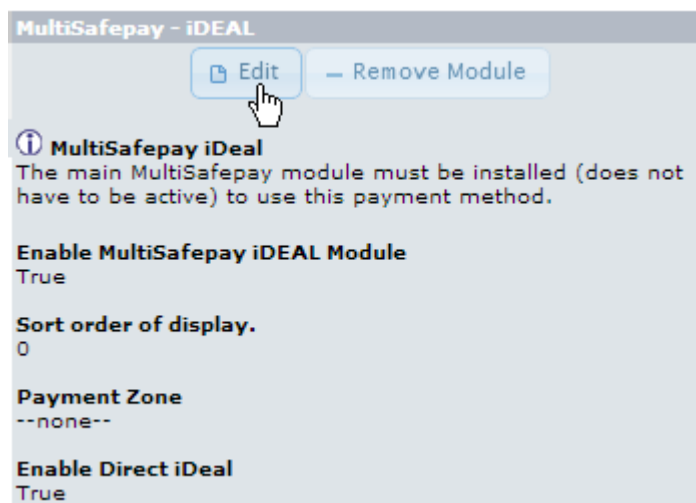 MultiSafepay - iDEAL
Edit
– Remove Module
MultiSafepay iDeal
The main MultiSafepay module must be installed (does not
have to be active) to use this payment method.
Enable MultiSafepay iDEAL Module
True
Sort order of display.
0
Payment Zone
--none--
Enable Direct iDeal
True